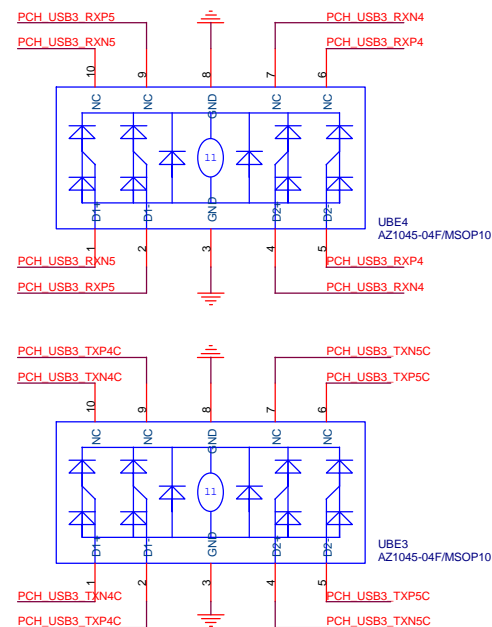 PCH_USB3_RXP5
PCH_USB3_RXN4
PCH_USB3_RXN5
PCH_USB3_RXP4
10 9 8 7 6
NC NC GND NC NC
11
D1+ D1- GND D2+ D2-
UBE4
AZ1045-04F/MSOP10
1 2 3 4 5
PCH_USB3_RXN5
PCH_USB3_RXP4
PCH_USB3_RXP5
PCH_USB3_RXN4
PCH_USB3_TXP4C
PCH_USB3_TXN5C
PCH_USB3_TXN4C
PCH_USB3_TXP5C
10 9 8 7 6
NC NC GND NC NC
11
D1+ D1- GND D2+ D2-
UBE3
AZ1045-04F/MSOP10
1 2 3 4 5
PCH_USB3_TXN4C
PCH_USB3_TXP5C
PCH_USB3_TXP4C
PCH_USB3_TXN5C